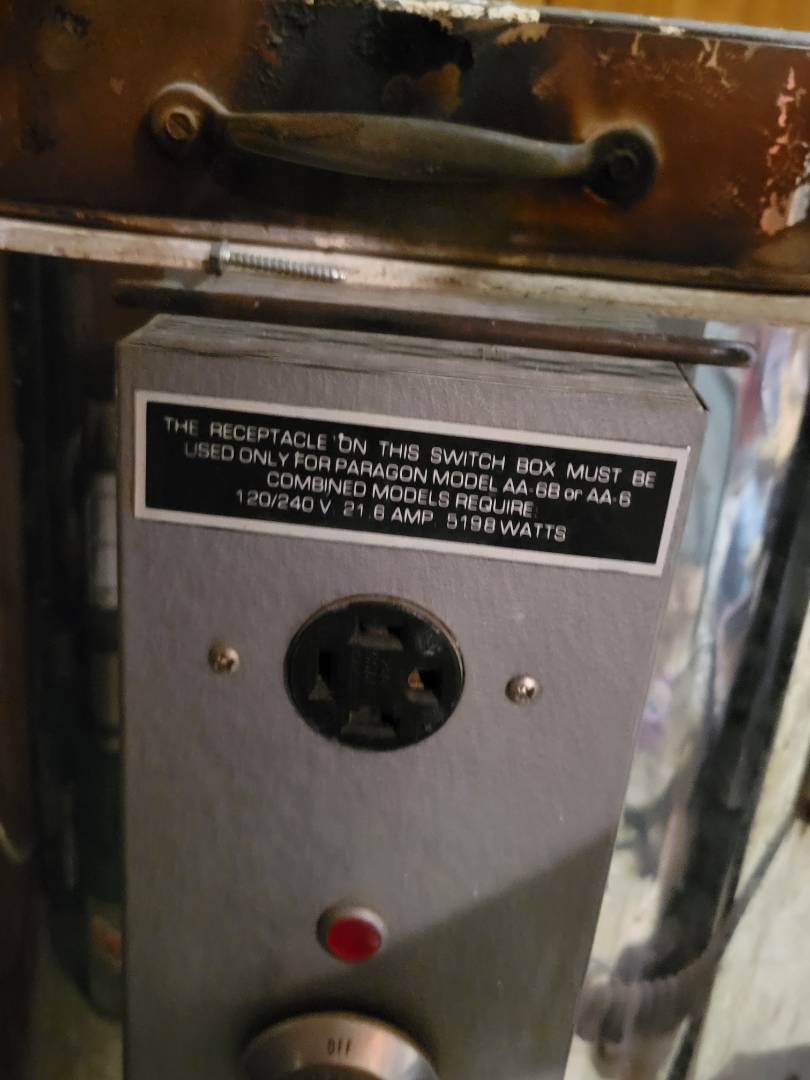 THE RECEPTACLE ON THIS SWITCH BOX MUST BE
USED ONLY FOR PARAGON MODEL AA-6B or AA-6
COMBINED MODELS REQUIRE:
120/240 V. 21.6 AMP. 5198 WATTS
OFF